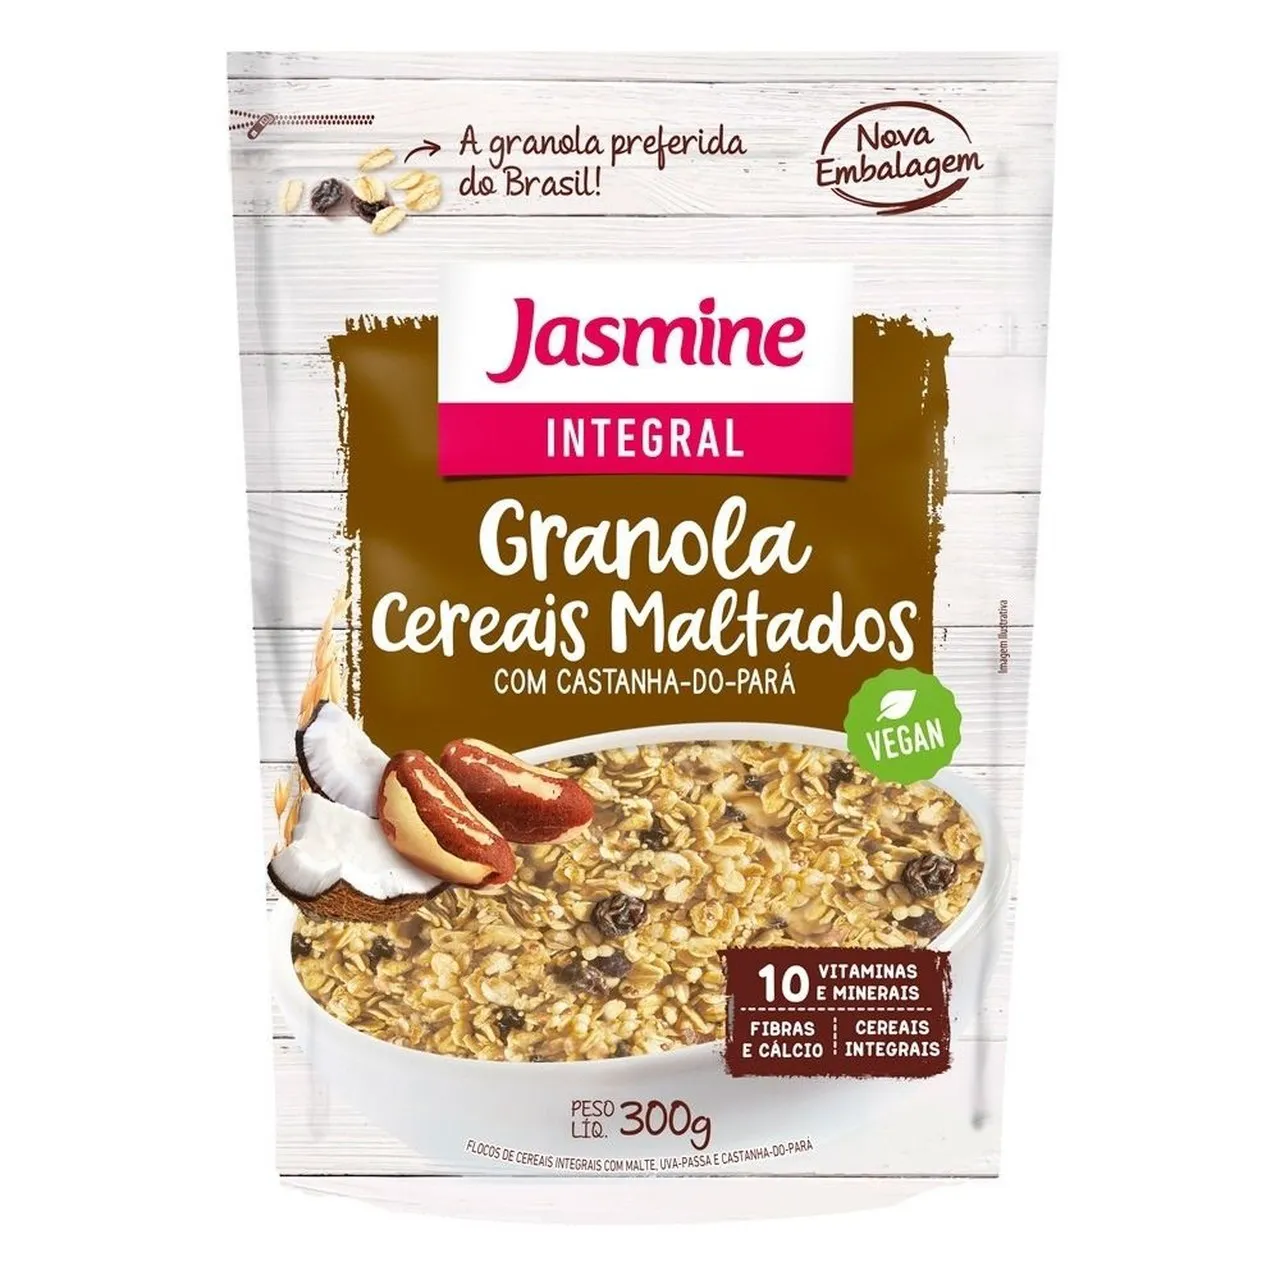 A granola preferida
do Brasil!
Nova
Embalagem
Jasmine
INTEGRAL
Granola
Cereais Maltados
COM CASTANHA-DO-PARÁ
Imagem Ilustrativa
VEGAN
10 VITAMINAS
E MINERAIS
FIBRAS
E CÁLCIO
CEREAIS
INTEGRAIS
PESO
LÍQ. 300g
FLOCOS DE CEREAIS INTEGRAIS COM MALTE, UVA-PASSA E CASTANHA-DO-PARÁ